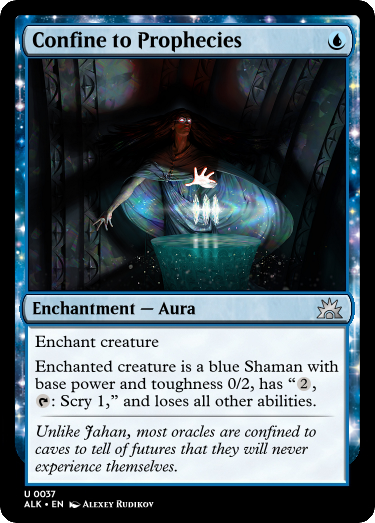 Confine to Prophecies
Enchantment — Aura
Enchant creature
Enchanted creature is a blue Shaman with
base power and toughness 0/2, has “2,
: Scry 1,” and loses all other abilities.
Unlike Jahan, most oracles are confined to
caves to tell of futures that they will never
experience themselves.
U 0037
ALK • EN Alexey Rudikov